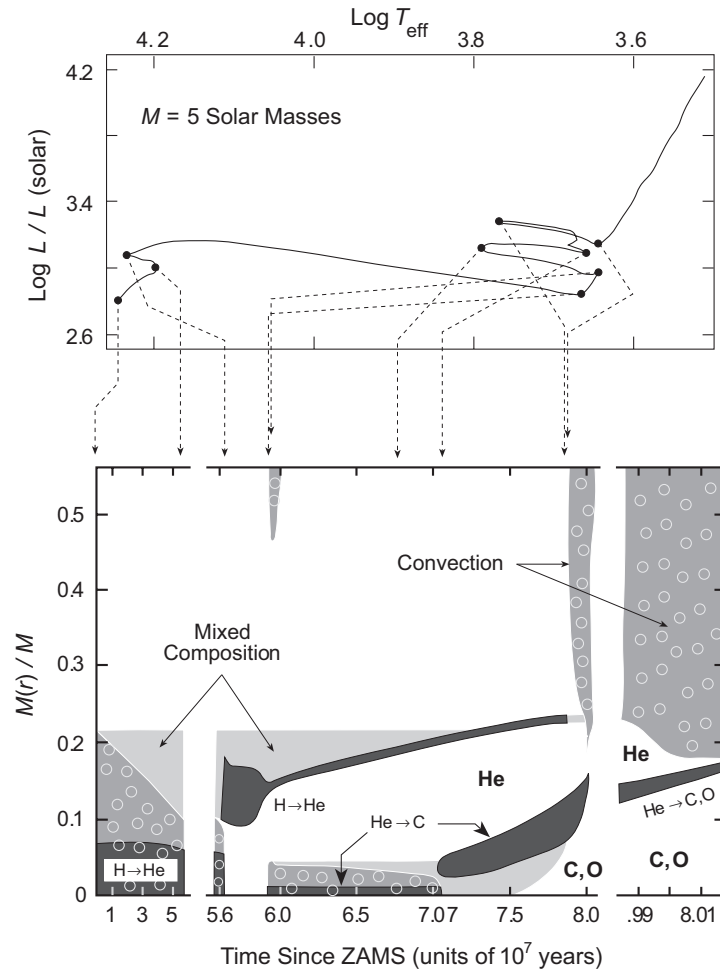 Log T_eff
4.2 4.0 3.8 3.6
4.2
M = 5 Solar Masses
3.4
2.6
Log L / L (solar)
0.5
0.4
0.3
0.2
0.1
0
M(r) / M
Convection
Mixed
Composition
He
He
H→He
He→C
He→C,O
H→He
C,O
C,O
1 3 5 5.6 6.0 6.5 7.07 7.5 8.0 .99 8.01
Time Since ZAMS (units of 10^7 years)